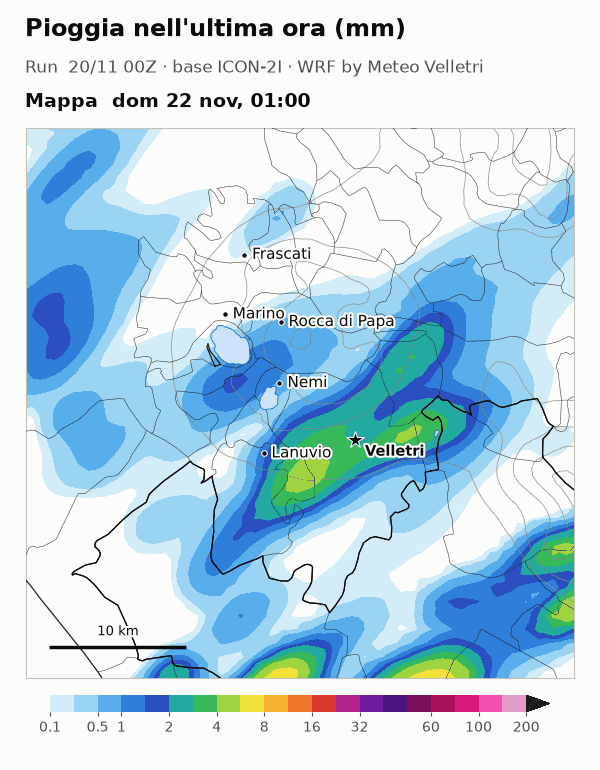 Pioggia nell'ultima ora (mm)
Run  20/11 00Z · base ICON-2I · WRF by Meteo Velletri
Mappa  dom 22 nov, 01:00
Frascati
Marino
Rocca di Papa
Nemi
Velletri
Lanuvio
10 km
0.1 0.5 1 2 4 8 16 32 60 100 200